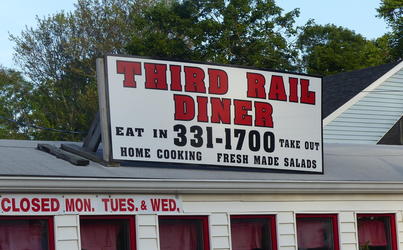 THIRD RAIL
DINER
EAT IN 331-1700 TAKE OUT
HOME COOKING FRESH MADE SALADS
CLOSED MON. TUES. & WED.